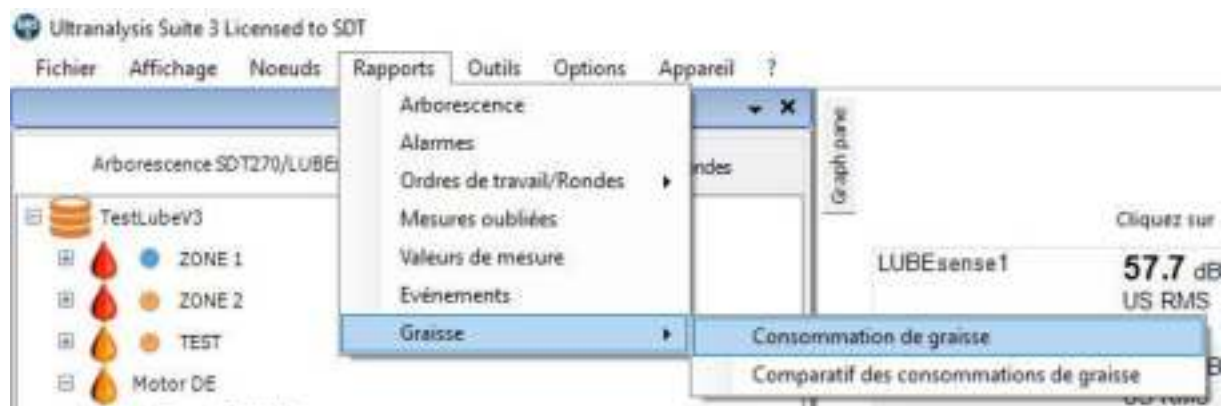 Ultranalysis Suite 3 Licensed to SDT
Fichier Affichage Noeuds Rapports Outils Options Appareil ?
Arborescence
Alarmes
Ordres de travail/Rondes
Mesures oubliées
Valeurs de mesure
Evénements
Graisse
Consommation de graisse
Comparatif des consommations de graisse
Arborescence SDT270/LUBE
ndes
TestLubeV3
ZONE 1
ZONE 2
TEST
Motor DE
Graph pane
Cliquez sur
LUBEsense1
57.7 dB
US RMS